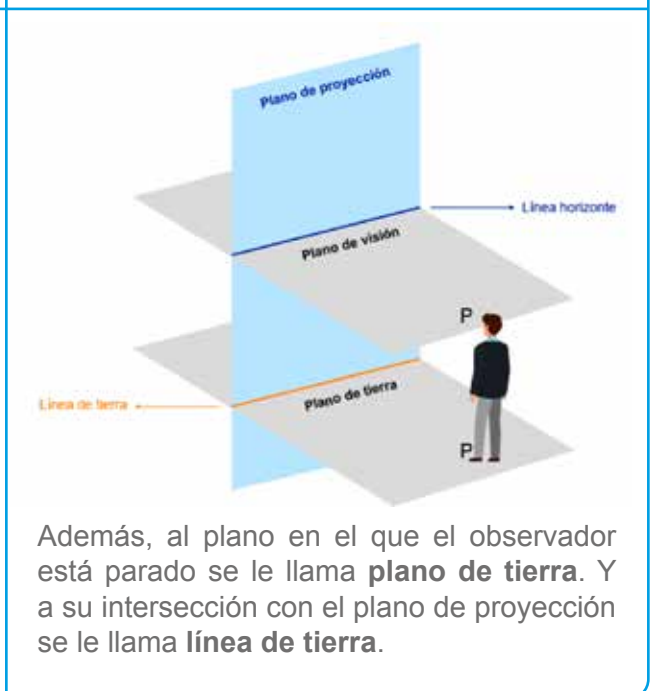 Plano de proyección
Línea horizonte
Plano de visión
P
Plano de tierra
Línea de tierra
P
Además, al plano en el que el observador
está parado se le llama plano de tierra. Y
a su intersección con el plano de proyección
se le llama línea de tierra.